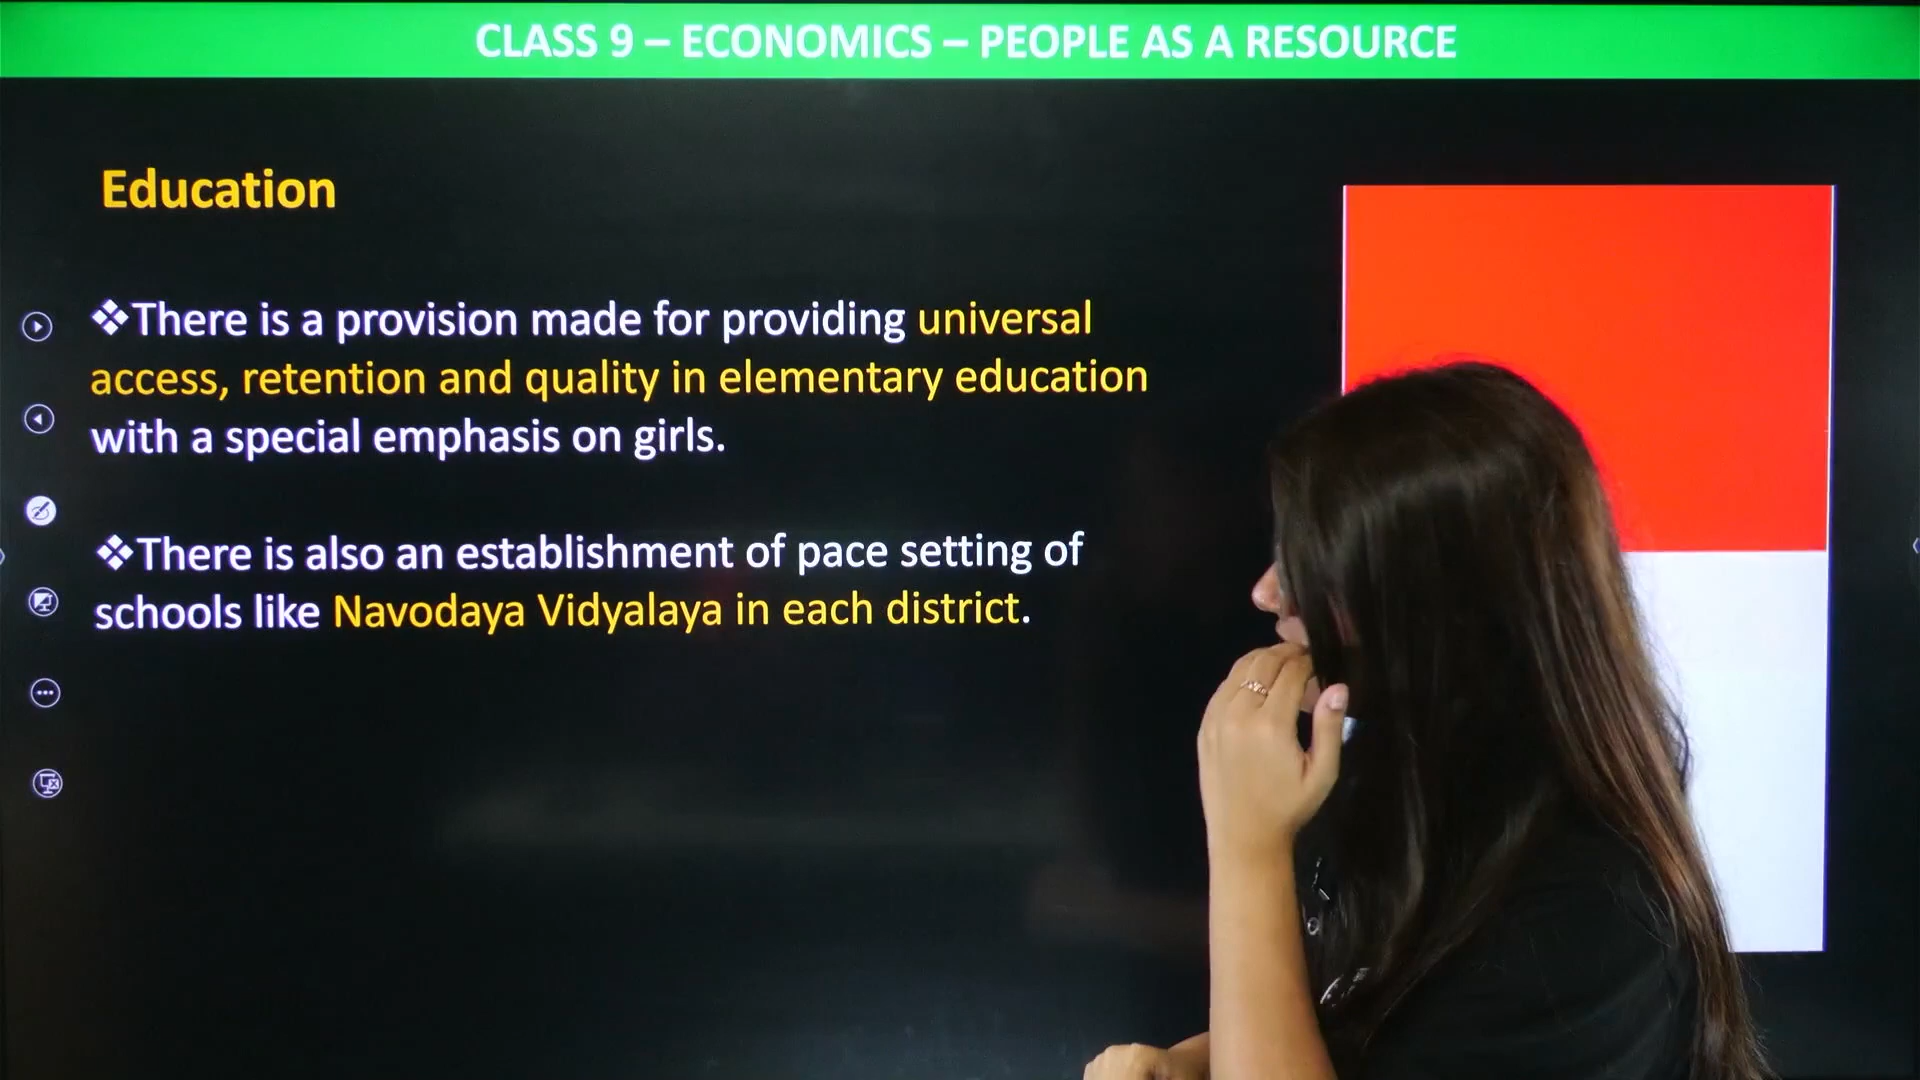 CLASS 9 – ECONOMICS – PEOPLE AS A RESOURCE
Education
❖There is a provision made for providing universal
access, retention and quality in elementary education
with a special emphasis on girls.
❖There is also an establishment of pace setting of
schools like Navodaya Vidyalaya in each district.